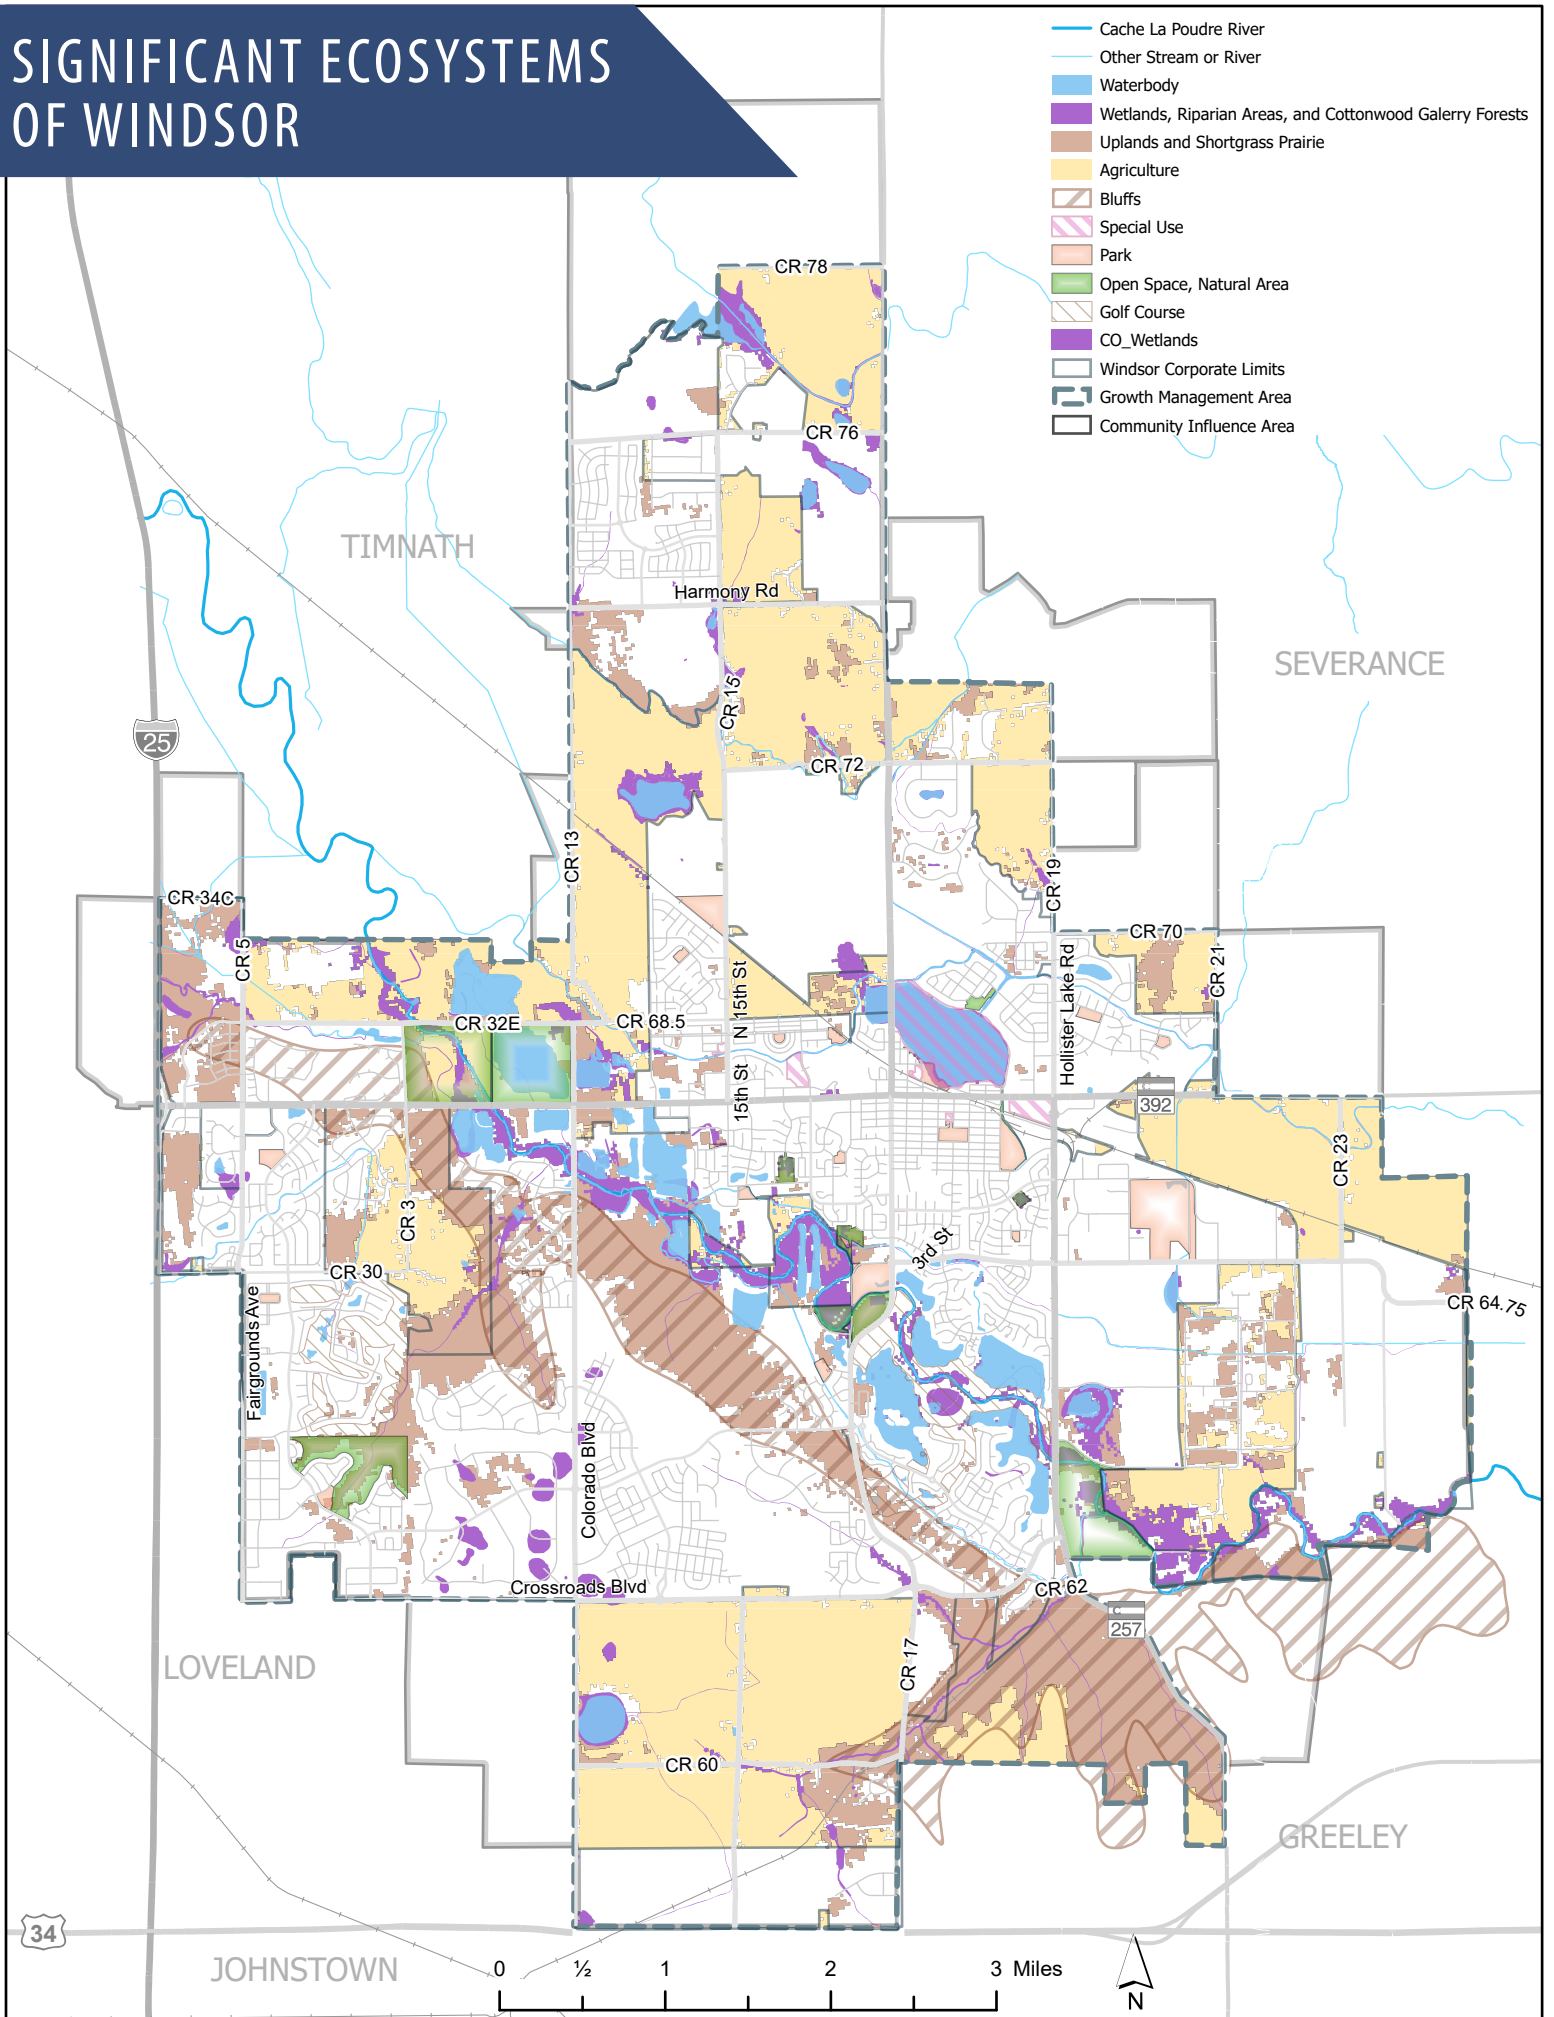 SIGNIFICANT ECOSYSTEMS
OF WINDSOR
Cache La Poudre River
Other Stream or River
Waterbody
Wetlands, Riparian Areas, and Cottonwood Galerry Forests
Uplands and Shortgrass Prairie
Agriculture
Bluffs
Special Use
Park
Open Space, Natural Area
Golf Course
CO_Wetlands
Windsor Corporate Limits
Growth Management Area
Community Influence Area
CR 78
CR 76
TIMNATH
Harmony Rd
SEVERANCE
CR 15
25
CR 72
CR 13
CR 19
CR 34C
CR 5
CR 70
CR 21
N 15th St
Hollister Lake Rd
CR 32E
CR 68.5
15th St
C
392
CR 23
CR 3
3rd St
CR 30
Fairgrounds Ave
CR 64.75
Colorado Blvd
Crossroads Blvd
CR 62
C
257
LOVELAND
CR 17
CR 60
GREELEY
34
JOHNSTOWN
0 ½ 1 2 3 Miles
N